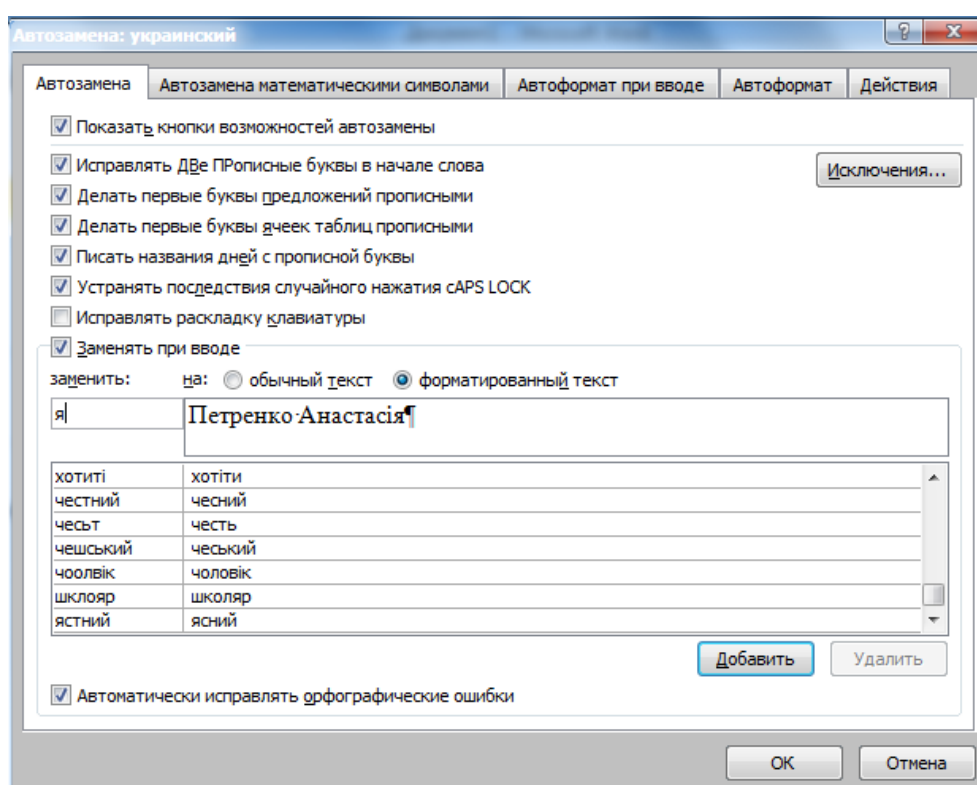 Автозамена: украинский
Автозамена Автозамена математическими символами Автоформат при вводе Автоформат Действия
Показать кнопки возможностей автозамены
Исправлять ДВе ПРописные буквы в начале слова
Исключения...
Делать первые буквы предложений прописными
Делать первые буквы ячеек таблиц прописными
Писать названия дней с прописной буквы
Устранять последствия случайного нажатия cAPS LOCK
Исправлять раскладку клавиатуры
Заменять при вводе
заменить: на: обычный текст форматированный текст
я Петренко·Анастасія¶
хотиті хотіти
честний чесний
чесьт честь
чешський чеський
чоолвік чоловік
шклояр школяр
ястний ясний
Добавить Удалить
Автоматически исправлять орфографические ошибки
ОК Отмена